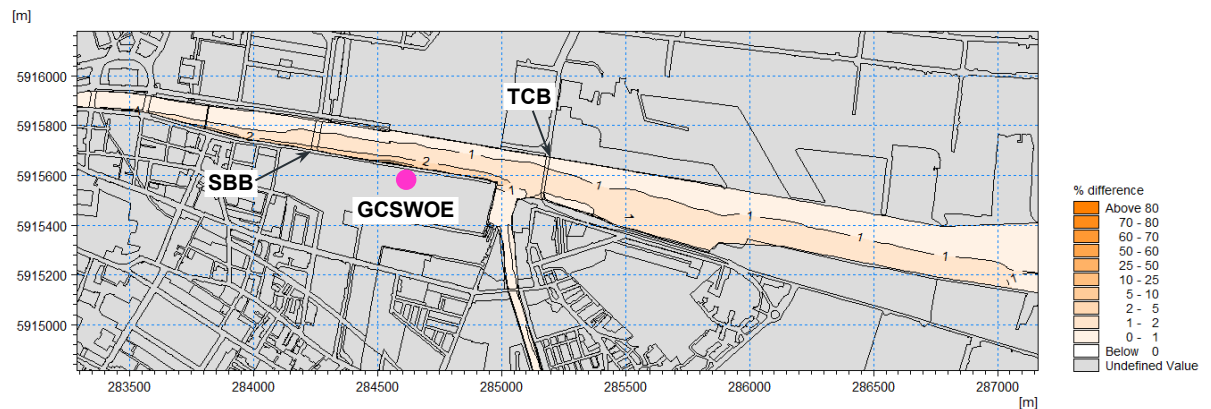 [m]
5916000
5915800
5915600
5915400
5915200
5915000
TCB
SBB
GCSWOE
2
1
2
1
1
1
1
1
1
1
283500
284000
284500
285000
285500
286000
286500
287000
[m]
% difference
Above 80
70 - 80
60 - 70
50 - 60
25 - 50
10 - 25
5 - 10
2 - 5
1 - 2
0 - 1
Below 0
Undefined Value